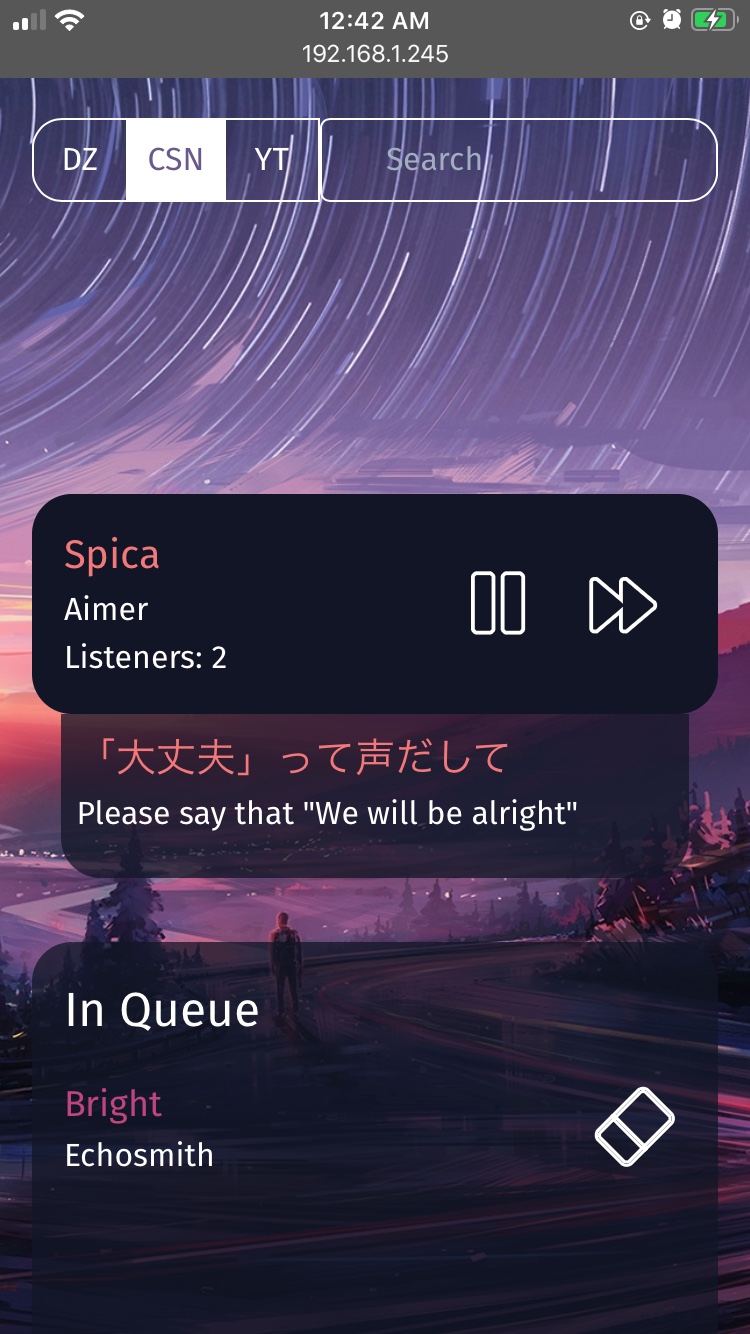 12:42 AM
192.168.1.245
DZ CSN YT Search
Spica
Aimer
Listeners: 2
「大丈夫」って声だして
Please say that "We will be alright"
In Queue
Bright
Echosmith